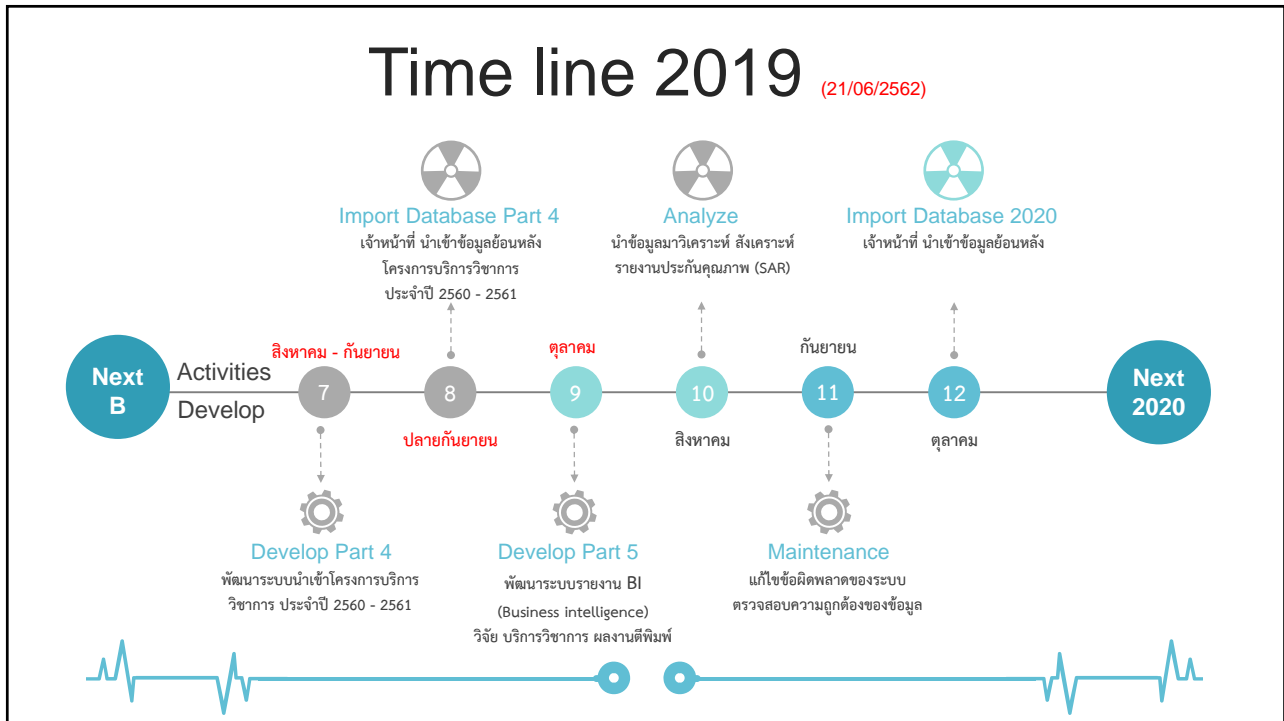 Time line 2019 (21/06/2562)
Import Database Part 4
เจ้าหน้าที่ นำเข้าข้อมูลย้อนหลัง
โครงการบริการวิชาการ
ประจำปี 2560 - 2561
Analyze
นำข้อมูลมาวิเคราะห์ สังเคราะห์
รายงานประกันคุณภาพ (SAR)
Import Database 2020
เจ้าหน้าที่ นำเข้าข้อมูลย้อนหลัง
Next
B
Activities
Develop
สิงหาคม - กันยายน
7
8
ปลายกันยายน
ตุลาคม
9
10
สิงหาคม
กันยายน
11
12
ตุลาคม
Next
2020
Develop Part 4
พัฒนาระบบนำเข้าโครงการบริการ
วิชาการ ประจำปี 2560 - 2561
Develop Part 5
พัฒนาระบบรายงาน BI
(Business intelligence)
วิจัย บริการวิชาการ ผลงานตีพิมพ์
Maintenance
แก้ไขข้อผิดพลาดของระบบ
ตรวจสอบความถูกต้องของข้อมูล